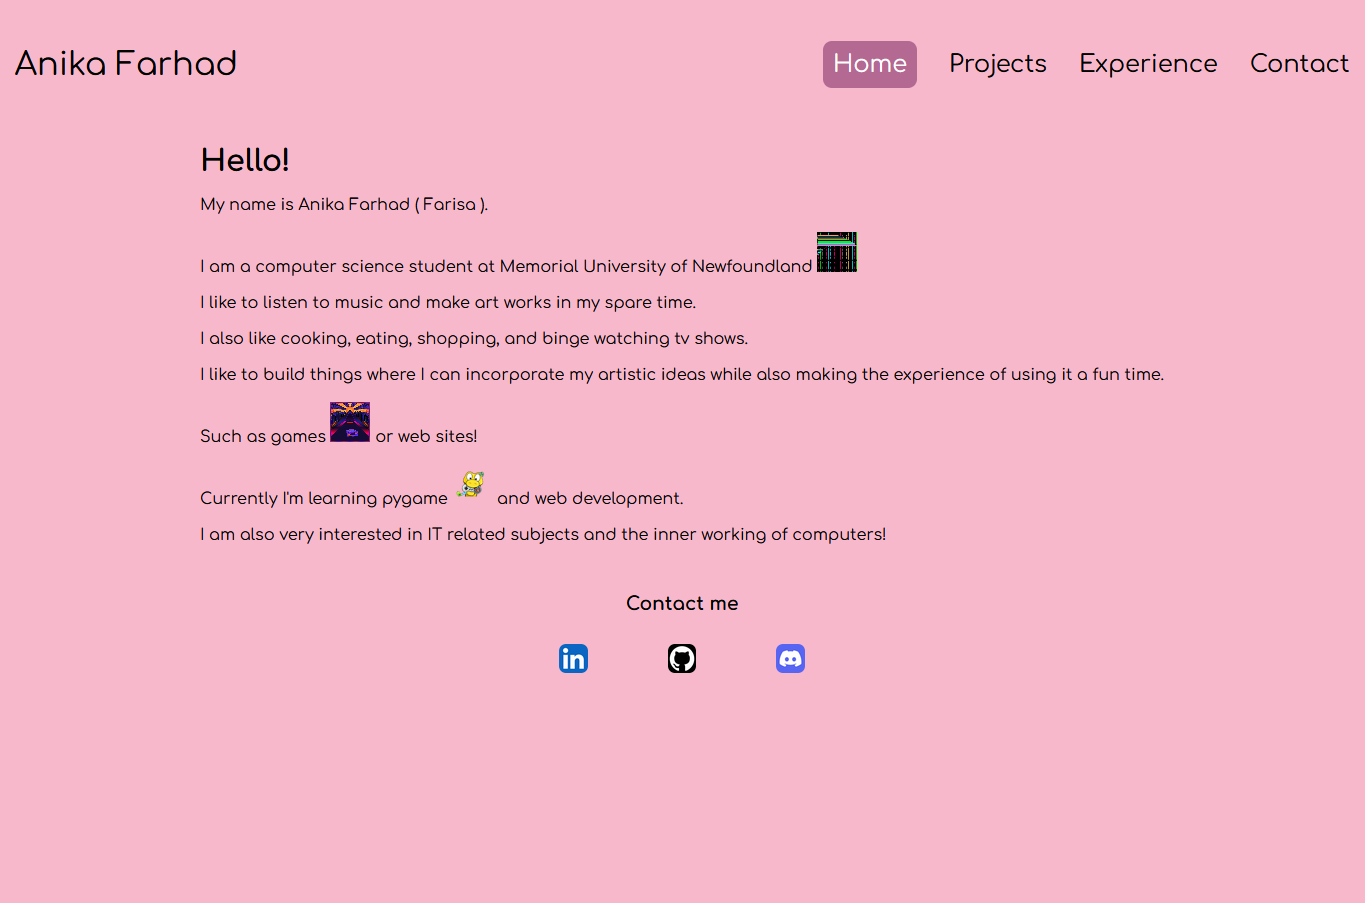 Anika Farhad
Home Projects Experience Contact
Hello!
My name is Anika Farhad ( Farisa ).
I am a computer science student at Memorial University of Newfoundland
I like to listen to music and make art works in my spare time.
I also like cooking, eating, shopping, and binge watching tv shows.
I like to build things where I can incorporate my artistic ideas while also making the experience of using it a fun time.
Such as games or web sites!
Currently I'm learning pygame and web development.
I am also very interested in IT related subjects and the inner working of computers!
Contact me
in